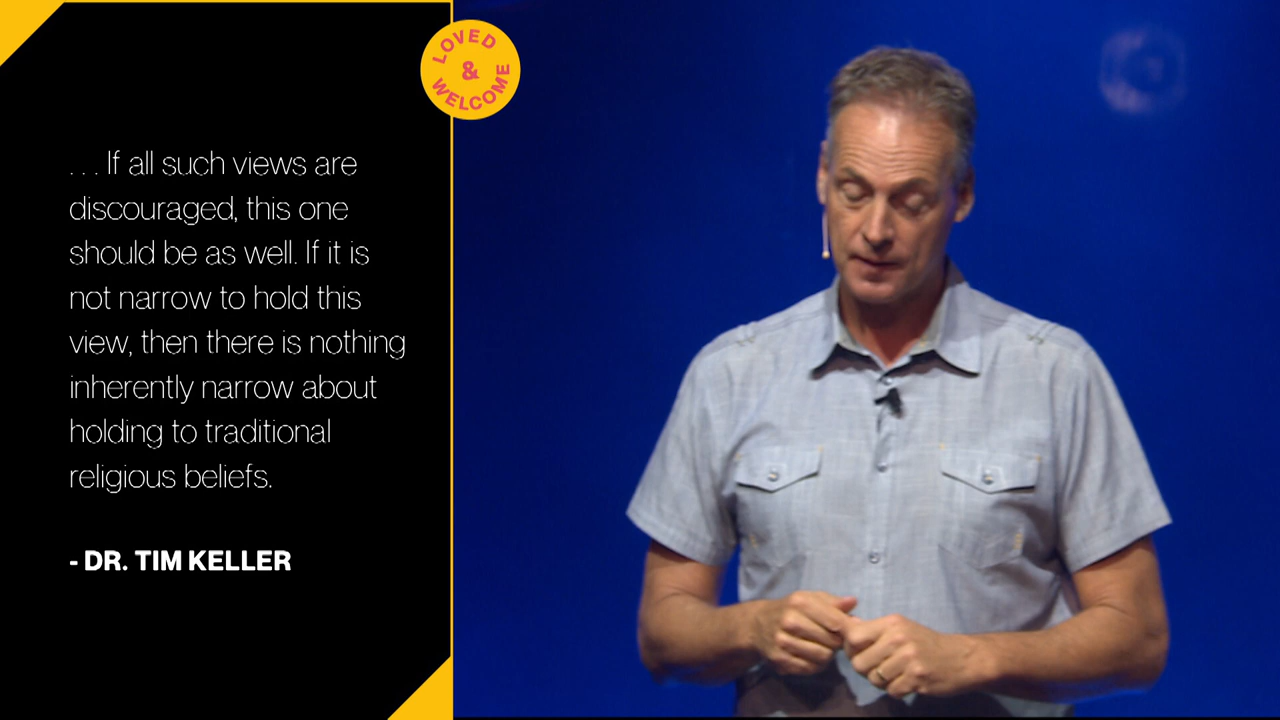 LOVED
&
WELCOME
. . . If all such views are
discouraged, this one
should be as well. If it is
not narrow to hold this
view, then there is nothing
inherently narrow about
holding to traditional
religious beliefs.
- DR. TIM KELLER